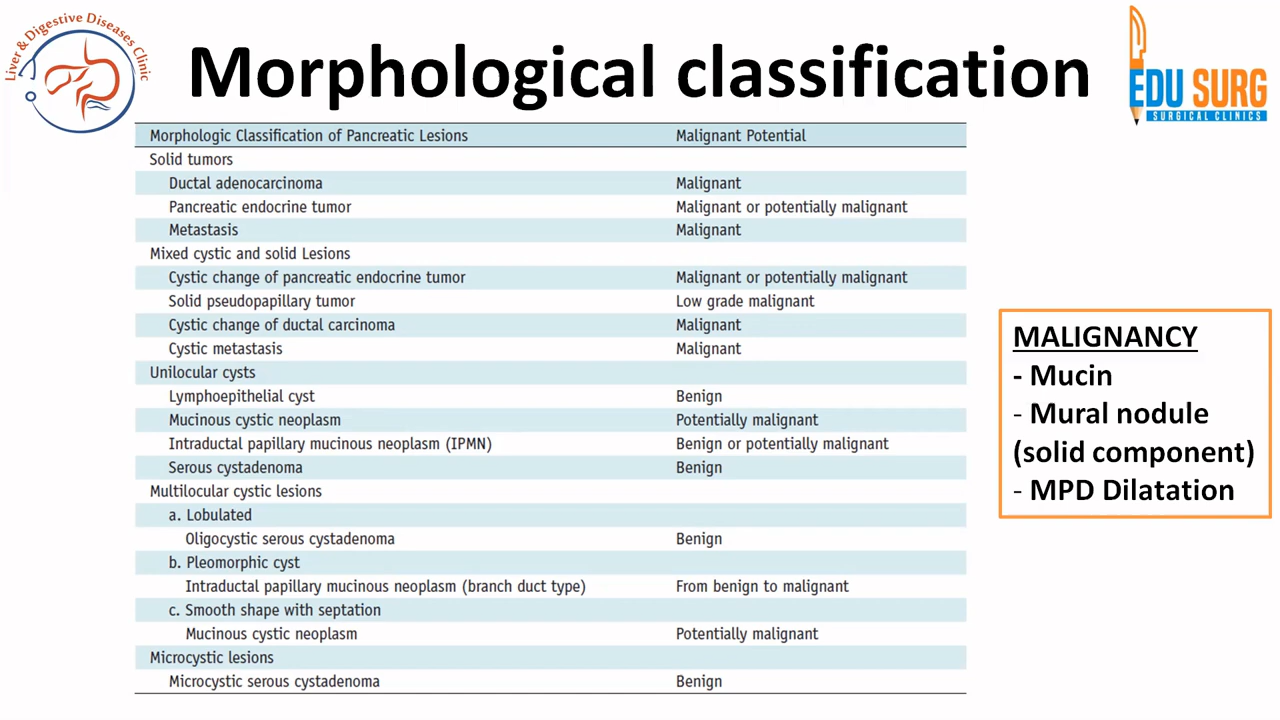 Liver & Digestive Diseases Clinic
Morphological classification
EDU SURG
SURGICAL CLINICS
Morphologic Classification of Pancreatic Lesions Malignant Potential
Solid tumors
Ductal adenocarcinoma Malignant
Pancreatic endocrine tumor Malignant or potentially malignant
Metastasis Malignant
Mixed cystic and solid Lesions
Cystic change of pancreatic endocrine tumor Malignant or potentially malignant
Solid pseudopapillary tumor Low grade malignant
Cystic change of ductal carcinoma Malignant
Cystic metastasis Malignant
Unilocular cysts
Lymphoepithelial cyst Benign
Mucinous cystic neoplasm Potentially malignant
Intraductal papillary mucinous neoplasm (IPMN) Benign or potentially malignant
Serous cystadenoma Benign
Multilocular cystic lesions
a. Lobulated
Oligocystic serous cystadenoma Benign
b. Pleomorphic cyst
Intraductal papillary mucinous neoplasm (branch duct type) From benign to malignant
c. Smooth shape with septation
Mucinous cystic neoplasm Potentially malignant
Microcystic lesions
Microcystic serous cystadenoma Benign
MALIGNANCY
- Mucin
- Mural nodule
(solid component)
- MPD Dilatation